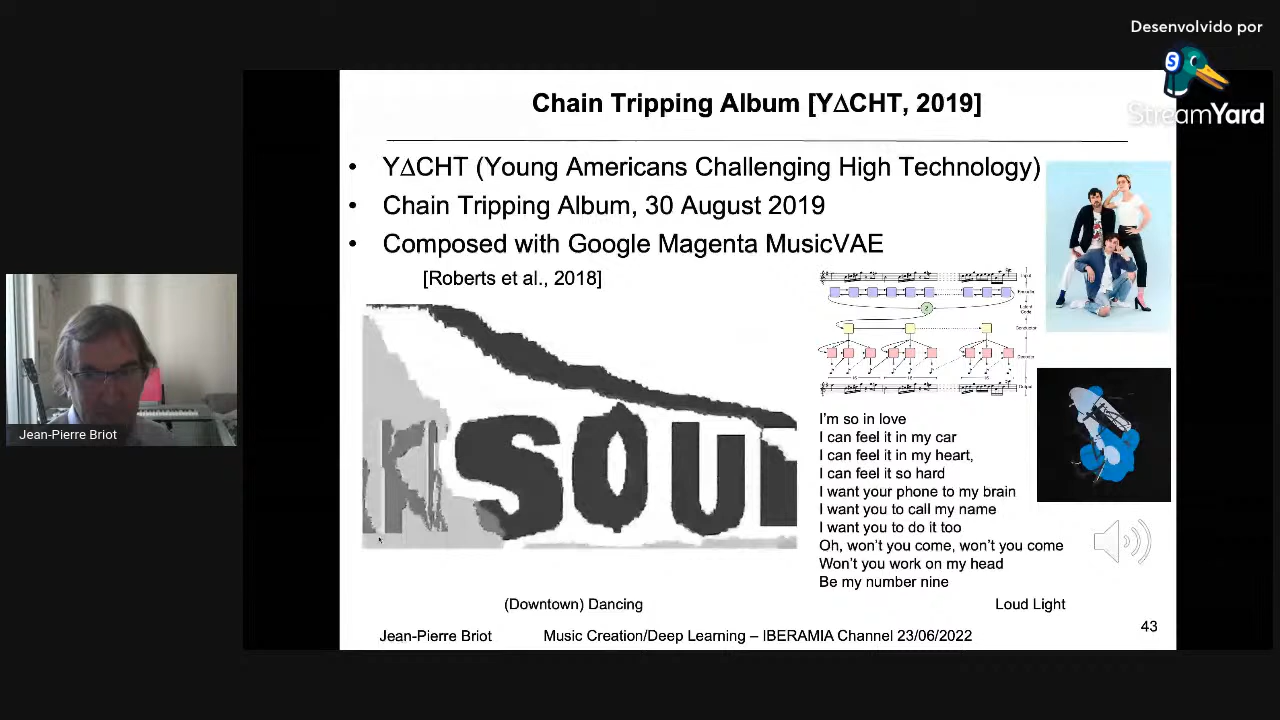 Desenvolvido por
StreamYard
Chain Tripping Album [Y∆CHT, 2019]
• Y∆CHT (Young Americans Challenging High Technology)
• Chain Tripping Album, 30 August 2019
• Composed with Google Magenta MusicVAE
[Roberts et al., 2018]
SOU
I'm so in love
I can feel it in my car
I can feel it in my heart,
I can feel it so hard
I want your phone to my brain
I want you to call my name
I want you to do it too
Oh, won't you come, won't you come
Won't you work on my head
Be my number nine
(Downtown) Dancing
Loud Light
Jean-Pierre Briot
Music Creation/Deep Learning – IBERAMIA Channel 23/06/2022
43
Jean-Pierre Briot